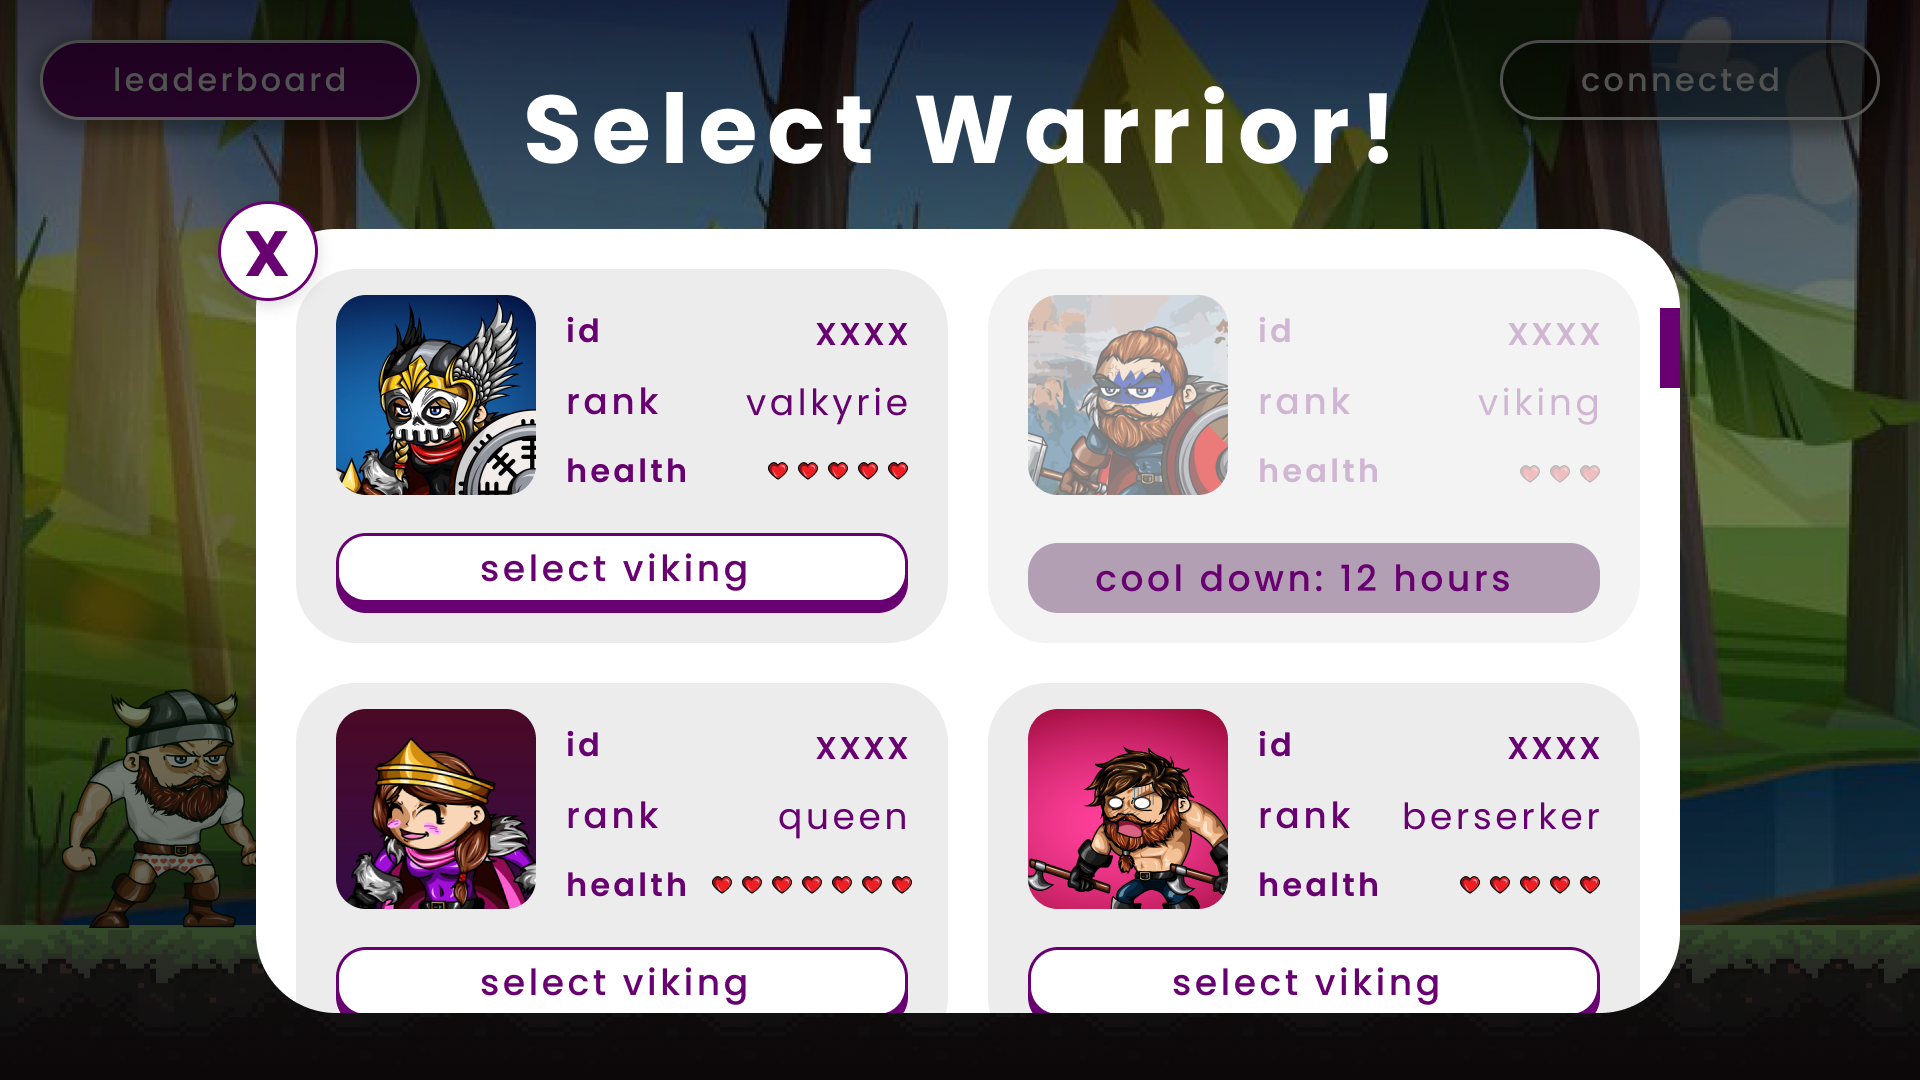 leaderboard
connected
Select Warrior!
X
id XXXX
rank valkyrie
health
select viking
id XXXX
rank viking
health
cool down: 12 hours
id XXXX
rank queen
health
select viking
id XXXX
rank berserker
health
select viking